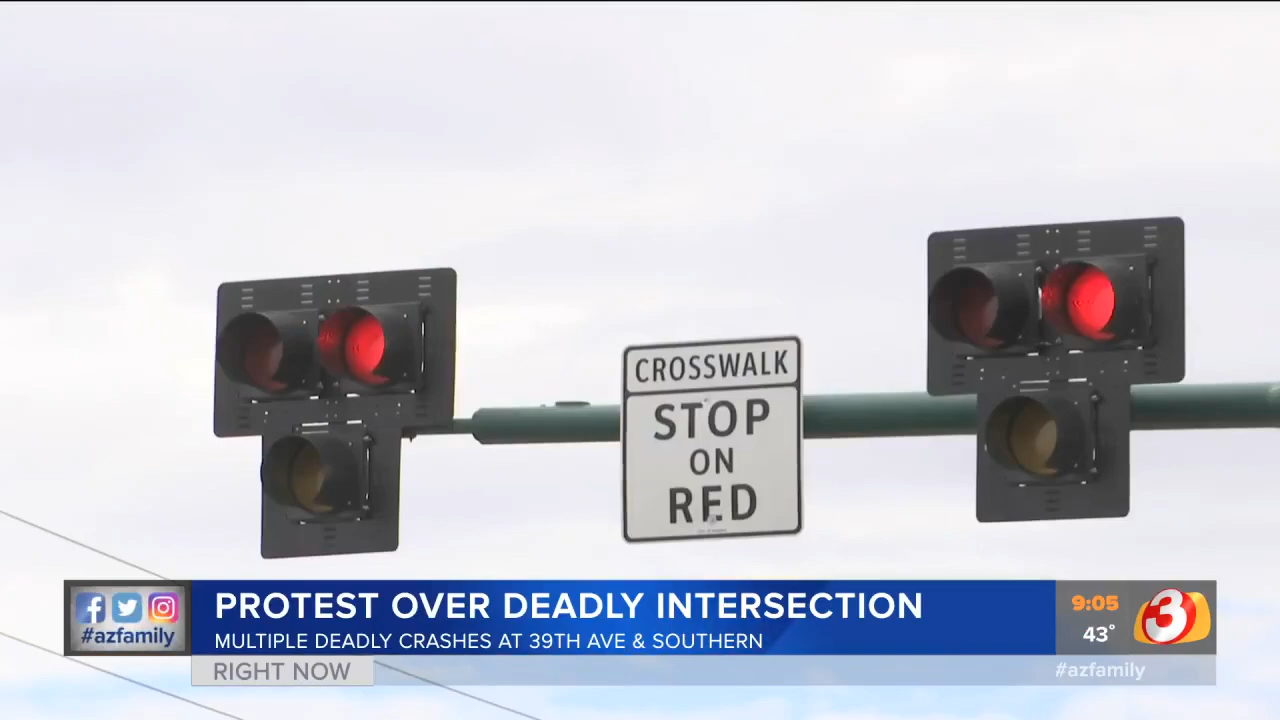 CROSSWALK
STOP
ON
RED
PROTEST OVER DEADLY INTERSECTION
MULTIPLE DEADLY CRASHES AT 39TH AVE & SOUTHERN
#azfamily
RIGHT NOW
9:05
43°
3
#azfamily